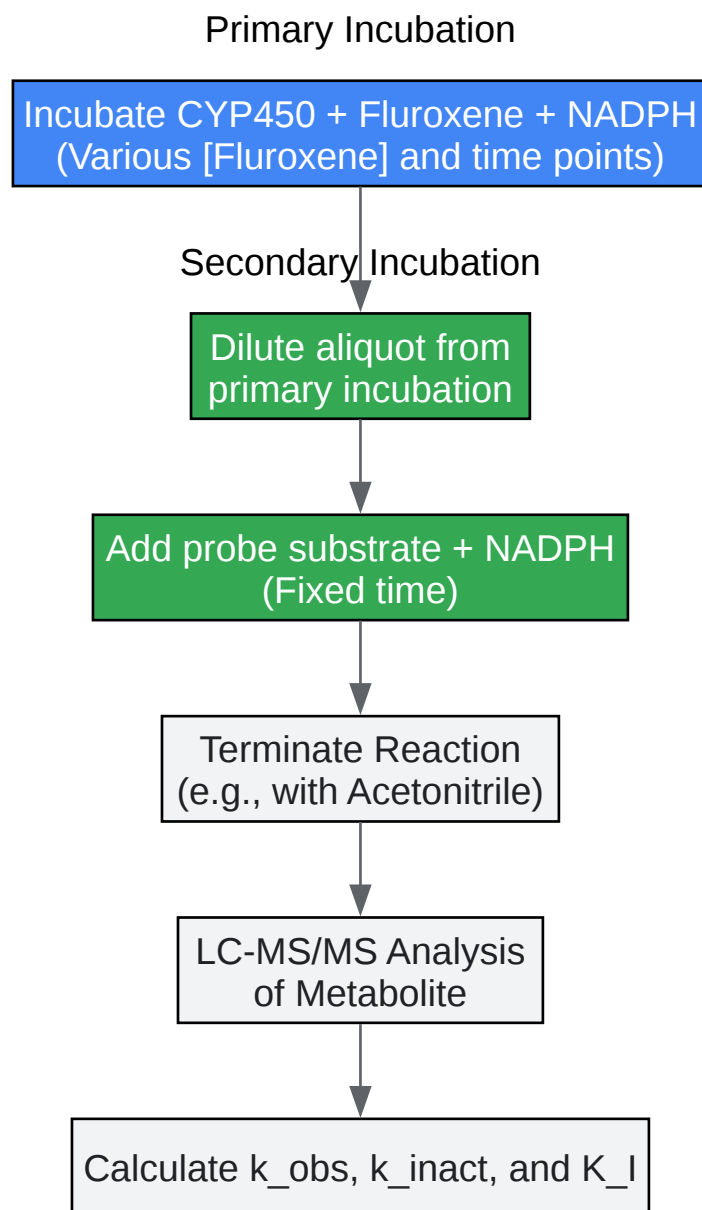 Primary Incubation
Incubate CYP450 + Fluroxene + NADPH
(Various [Fluroxene] and time points)
Secondary Incubation
Dilute aliquot from
primary incubation
Add probe substrate + NADPH
(Fixed time)
Terminate Reaction
(e.g., with Acetonitrile)
LC-MS/MS Analysis
of Metabolite
Calculate k_obs, k_inact, and K_I